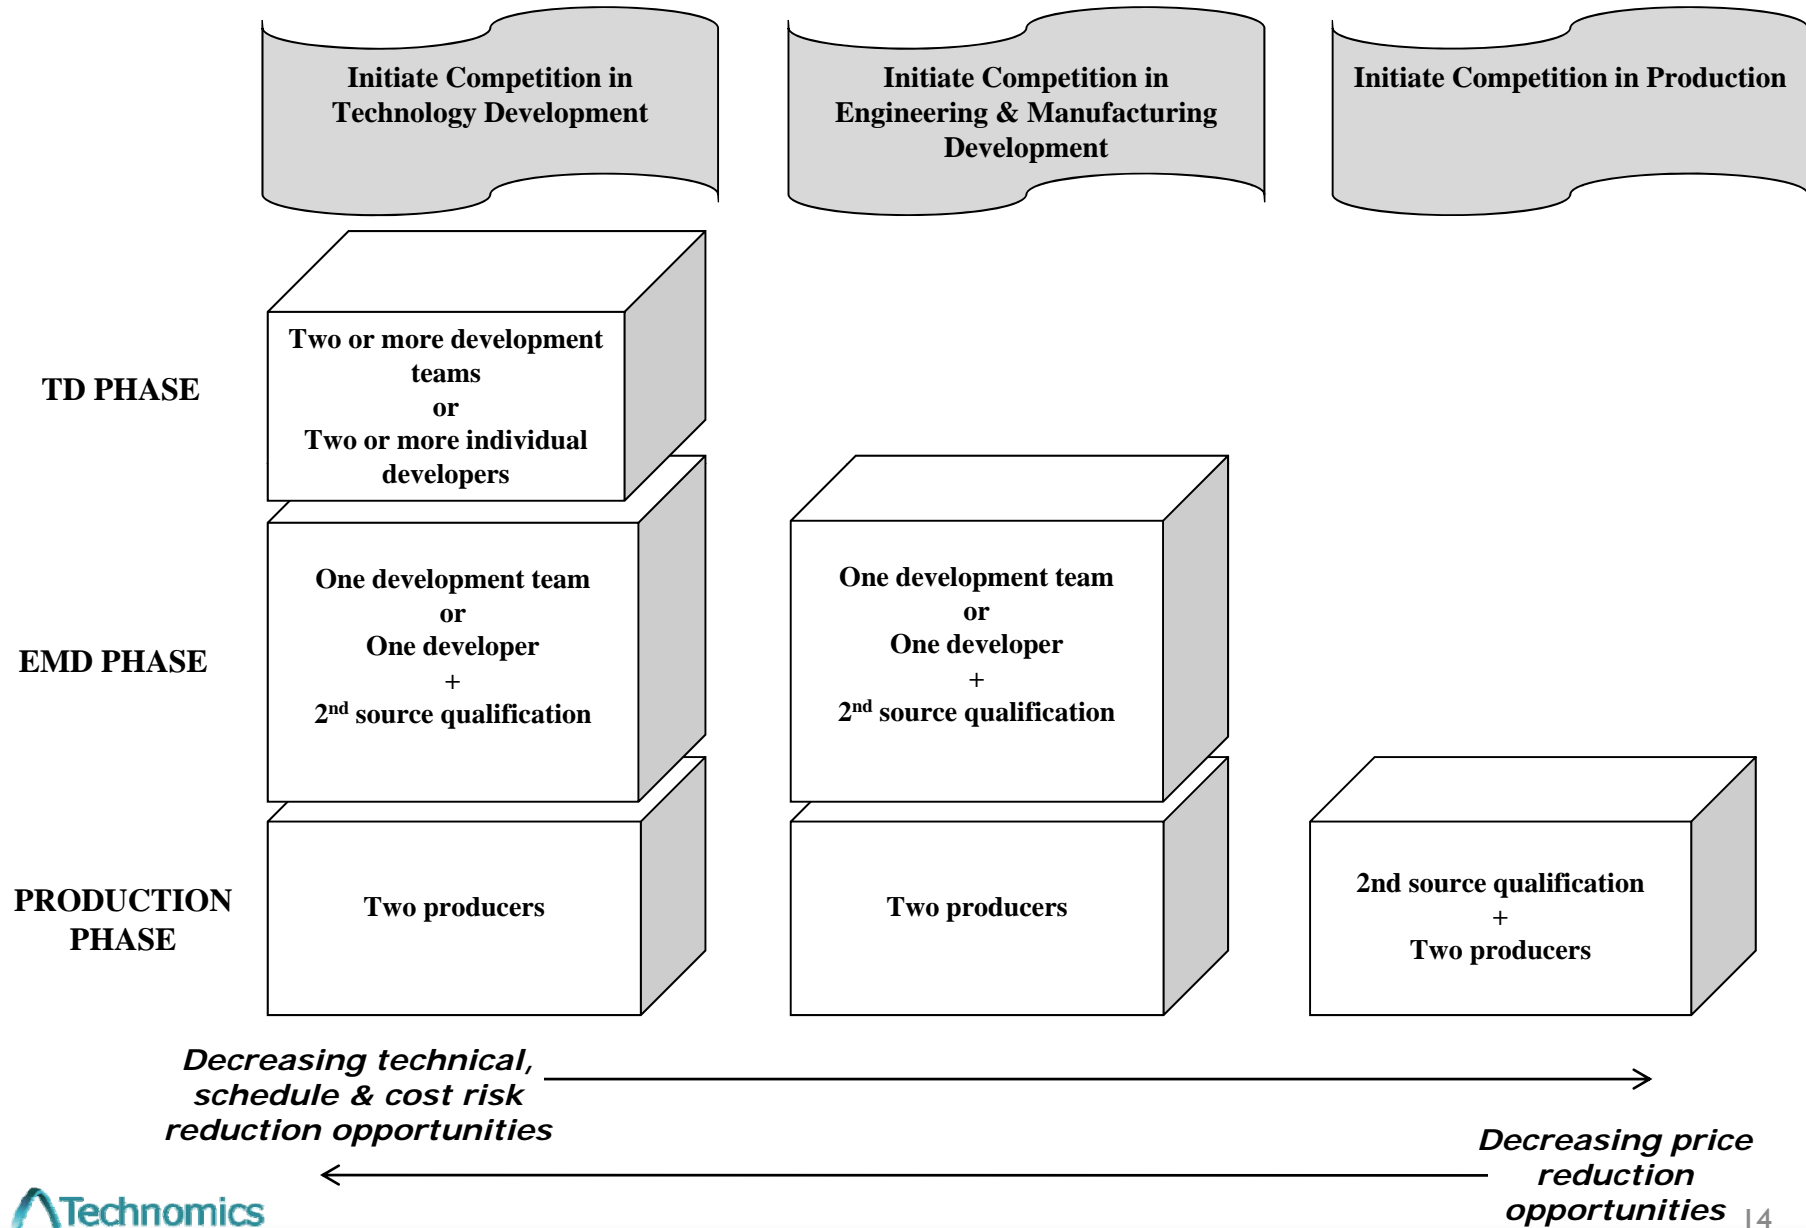 Initiate Competition in
Technology Development
Initiate Competition in
Engineering & Manufacturing
Development
Initiate Competition in Production
TD PHASE
Two or more development
teams
or
Two or more individual
developers
EMD PHASE
One development team
or
One developer
+
2nd source qualification
One development team
or
One developer
+
2nd source qualification
PRODUCTION
PHASE
Two producers
Two producers
2nd source qualification
+
Two producers
Decreasing technical,
schedule & cost risk
reduction opportunities
Decreasing price
reduction
opportunities
Technomics
14